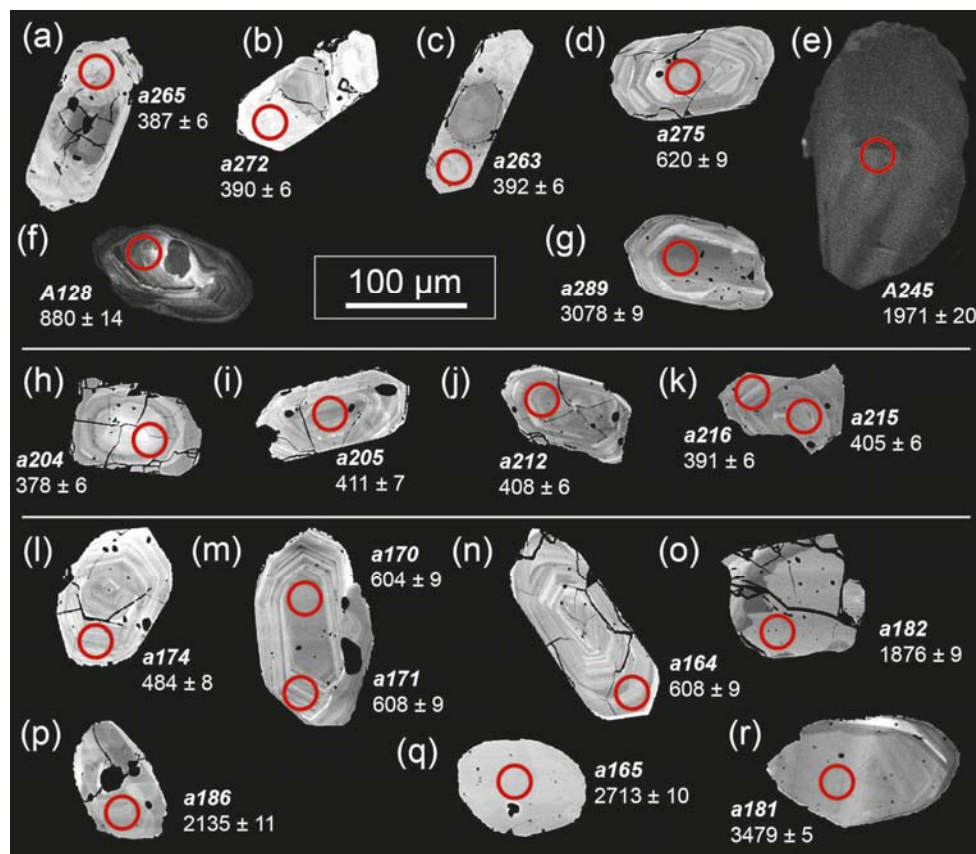 (a)
a265
387 ± 6
(b)
a272
390 ± 6
(c)
a263
392 ± 6
(d)
a275
620 ± 9
(e)
A245
1971 ± 20
(f)
A128
880 ± 14
100 μm
(g)
a289
3078 ± 9
(h)
a204
378 ± 6
(i)
a205
411 ± 7
(j)
a212
408 ± 6
(k)
a216
391 ± 6
a215
405 ± 6
(l)
a174
484 ± 8
(m)
a170
604 ± 9
a171
608 ± 9
(n)
a164
608 ± 9
(o)
a182
1876 ± 9
(p)
a186
2135 ± 11
(q)
a165
2713 ± 10
(r)
a181
3479 ± 5